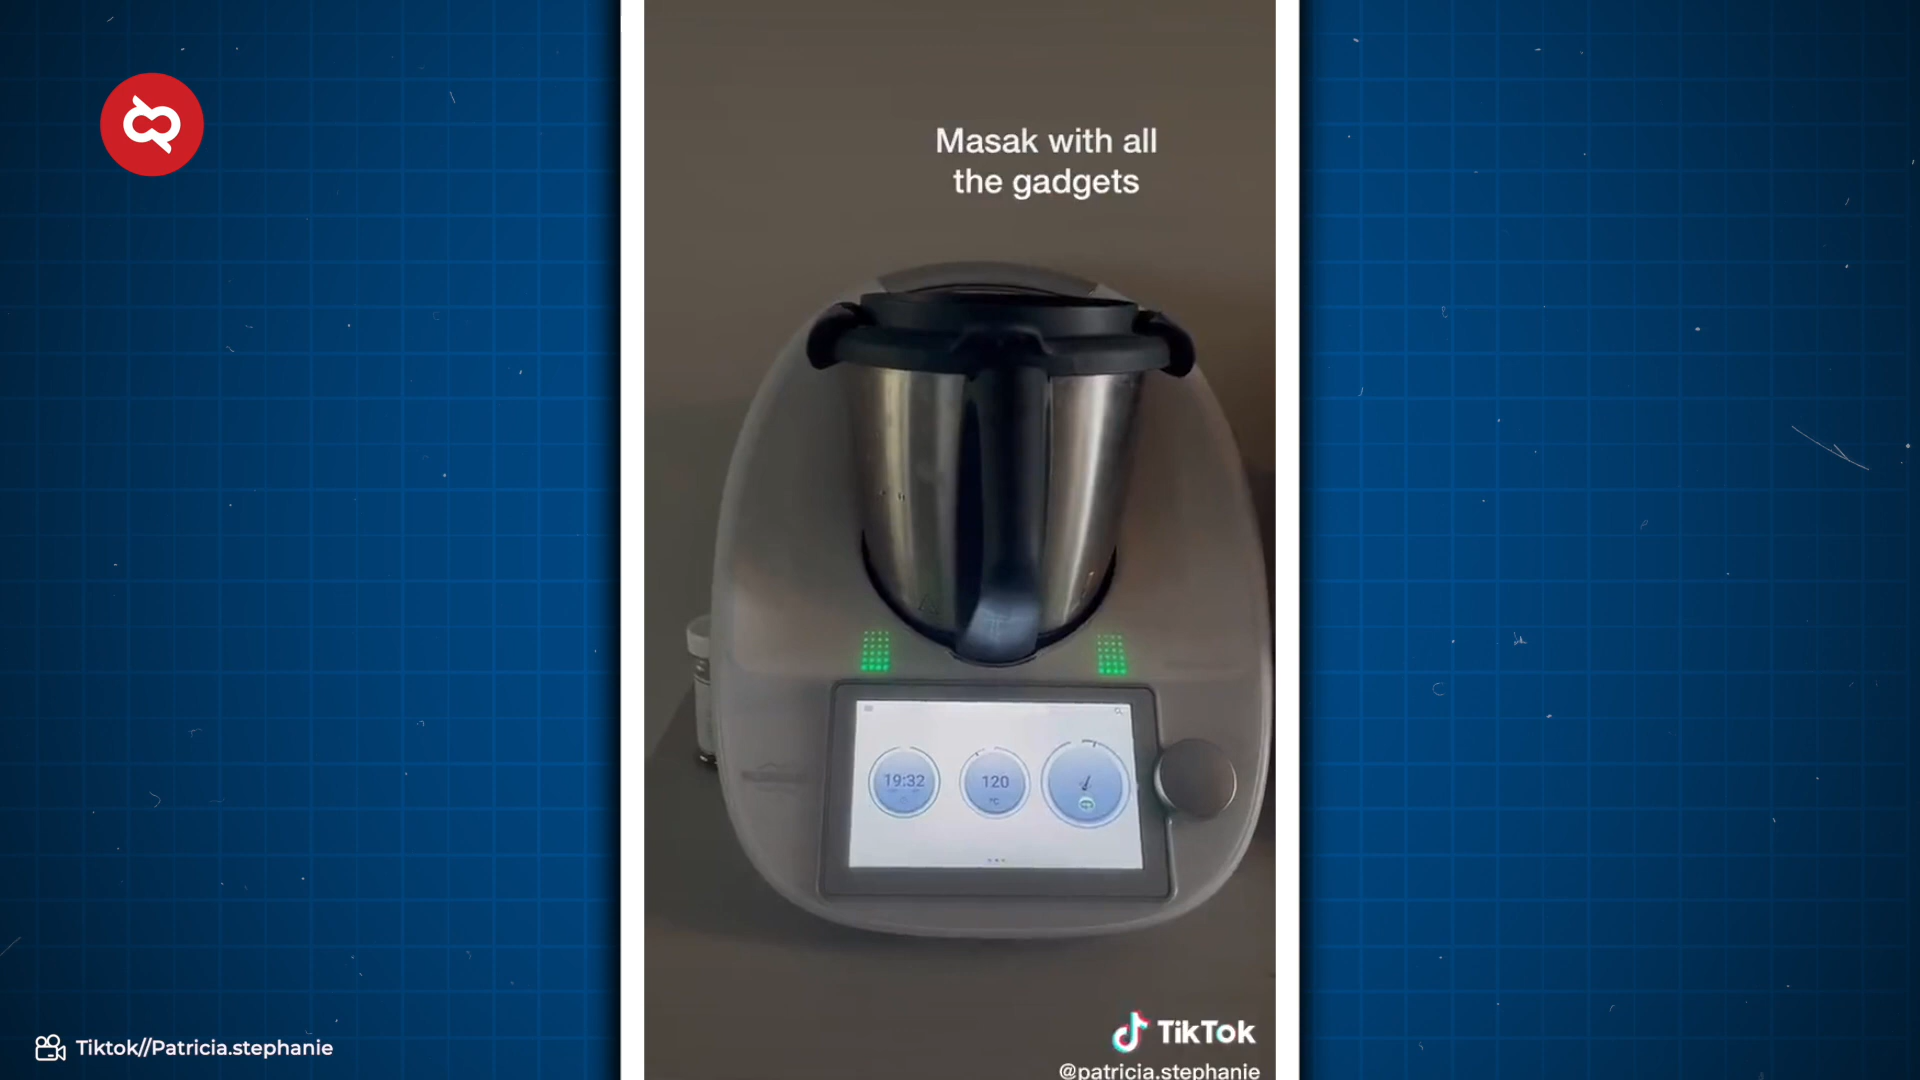 Masak with all
the gadgets
19:32
120
°C
TikTok
@patricia.stephanie
Tiktok//Patricia.stephanie